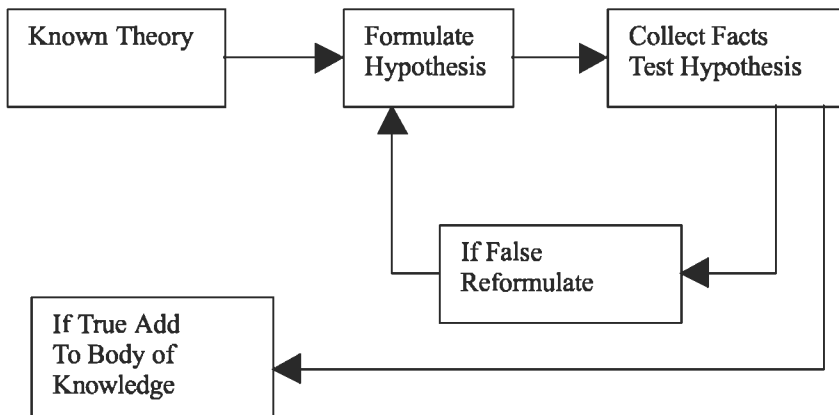 Known Theory
Formulate
Hypothesis
Collect Facts
Test Hypothesis
If False
Reformulate
If True Add
To Body of
Knowledge